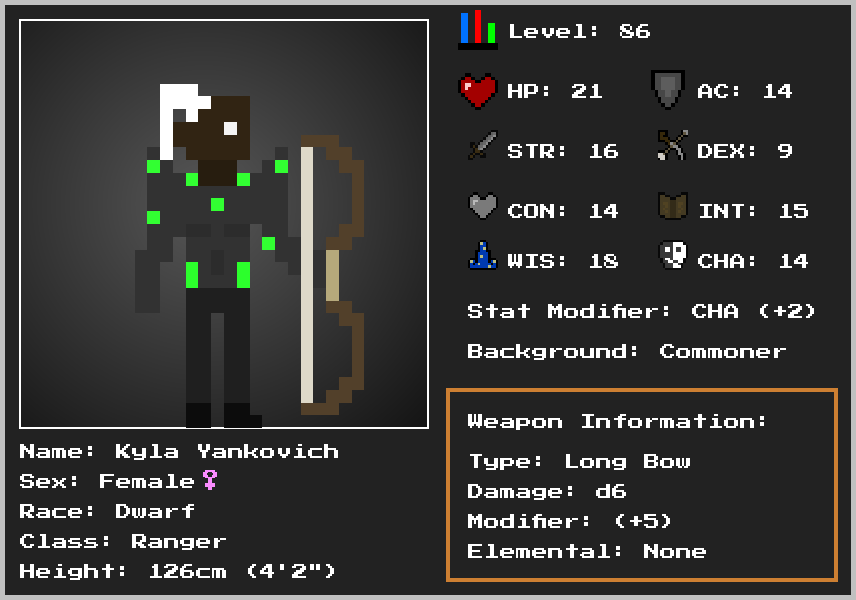 Level: 86
HP: 21
AC: 14
STR: 16
DEX: 9
CON: 14
INT: 15
WIS: 18
CHA: 14
Stat Modifier: CHA (+2)
Background: Commoner
Weapon Information:
Type: Long Bow
Damage: d6
Modifier: (+5)
Elemental: None
Name: Kyla Yankovich
Sex: Female♀
Race: Dwarf
Class: Ranger
Height: 126cm (4'2")